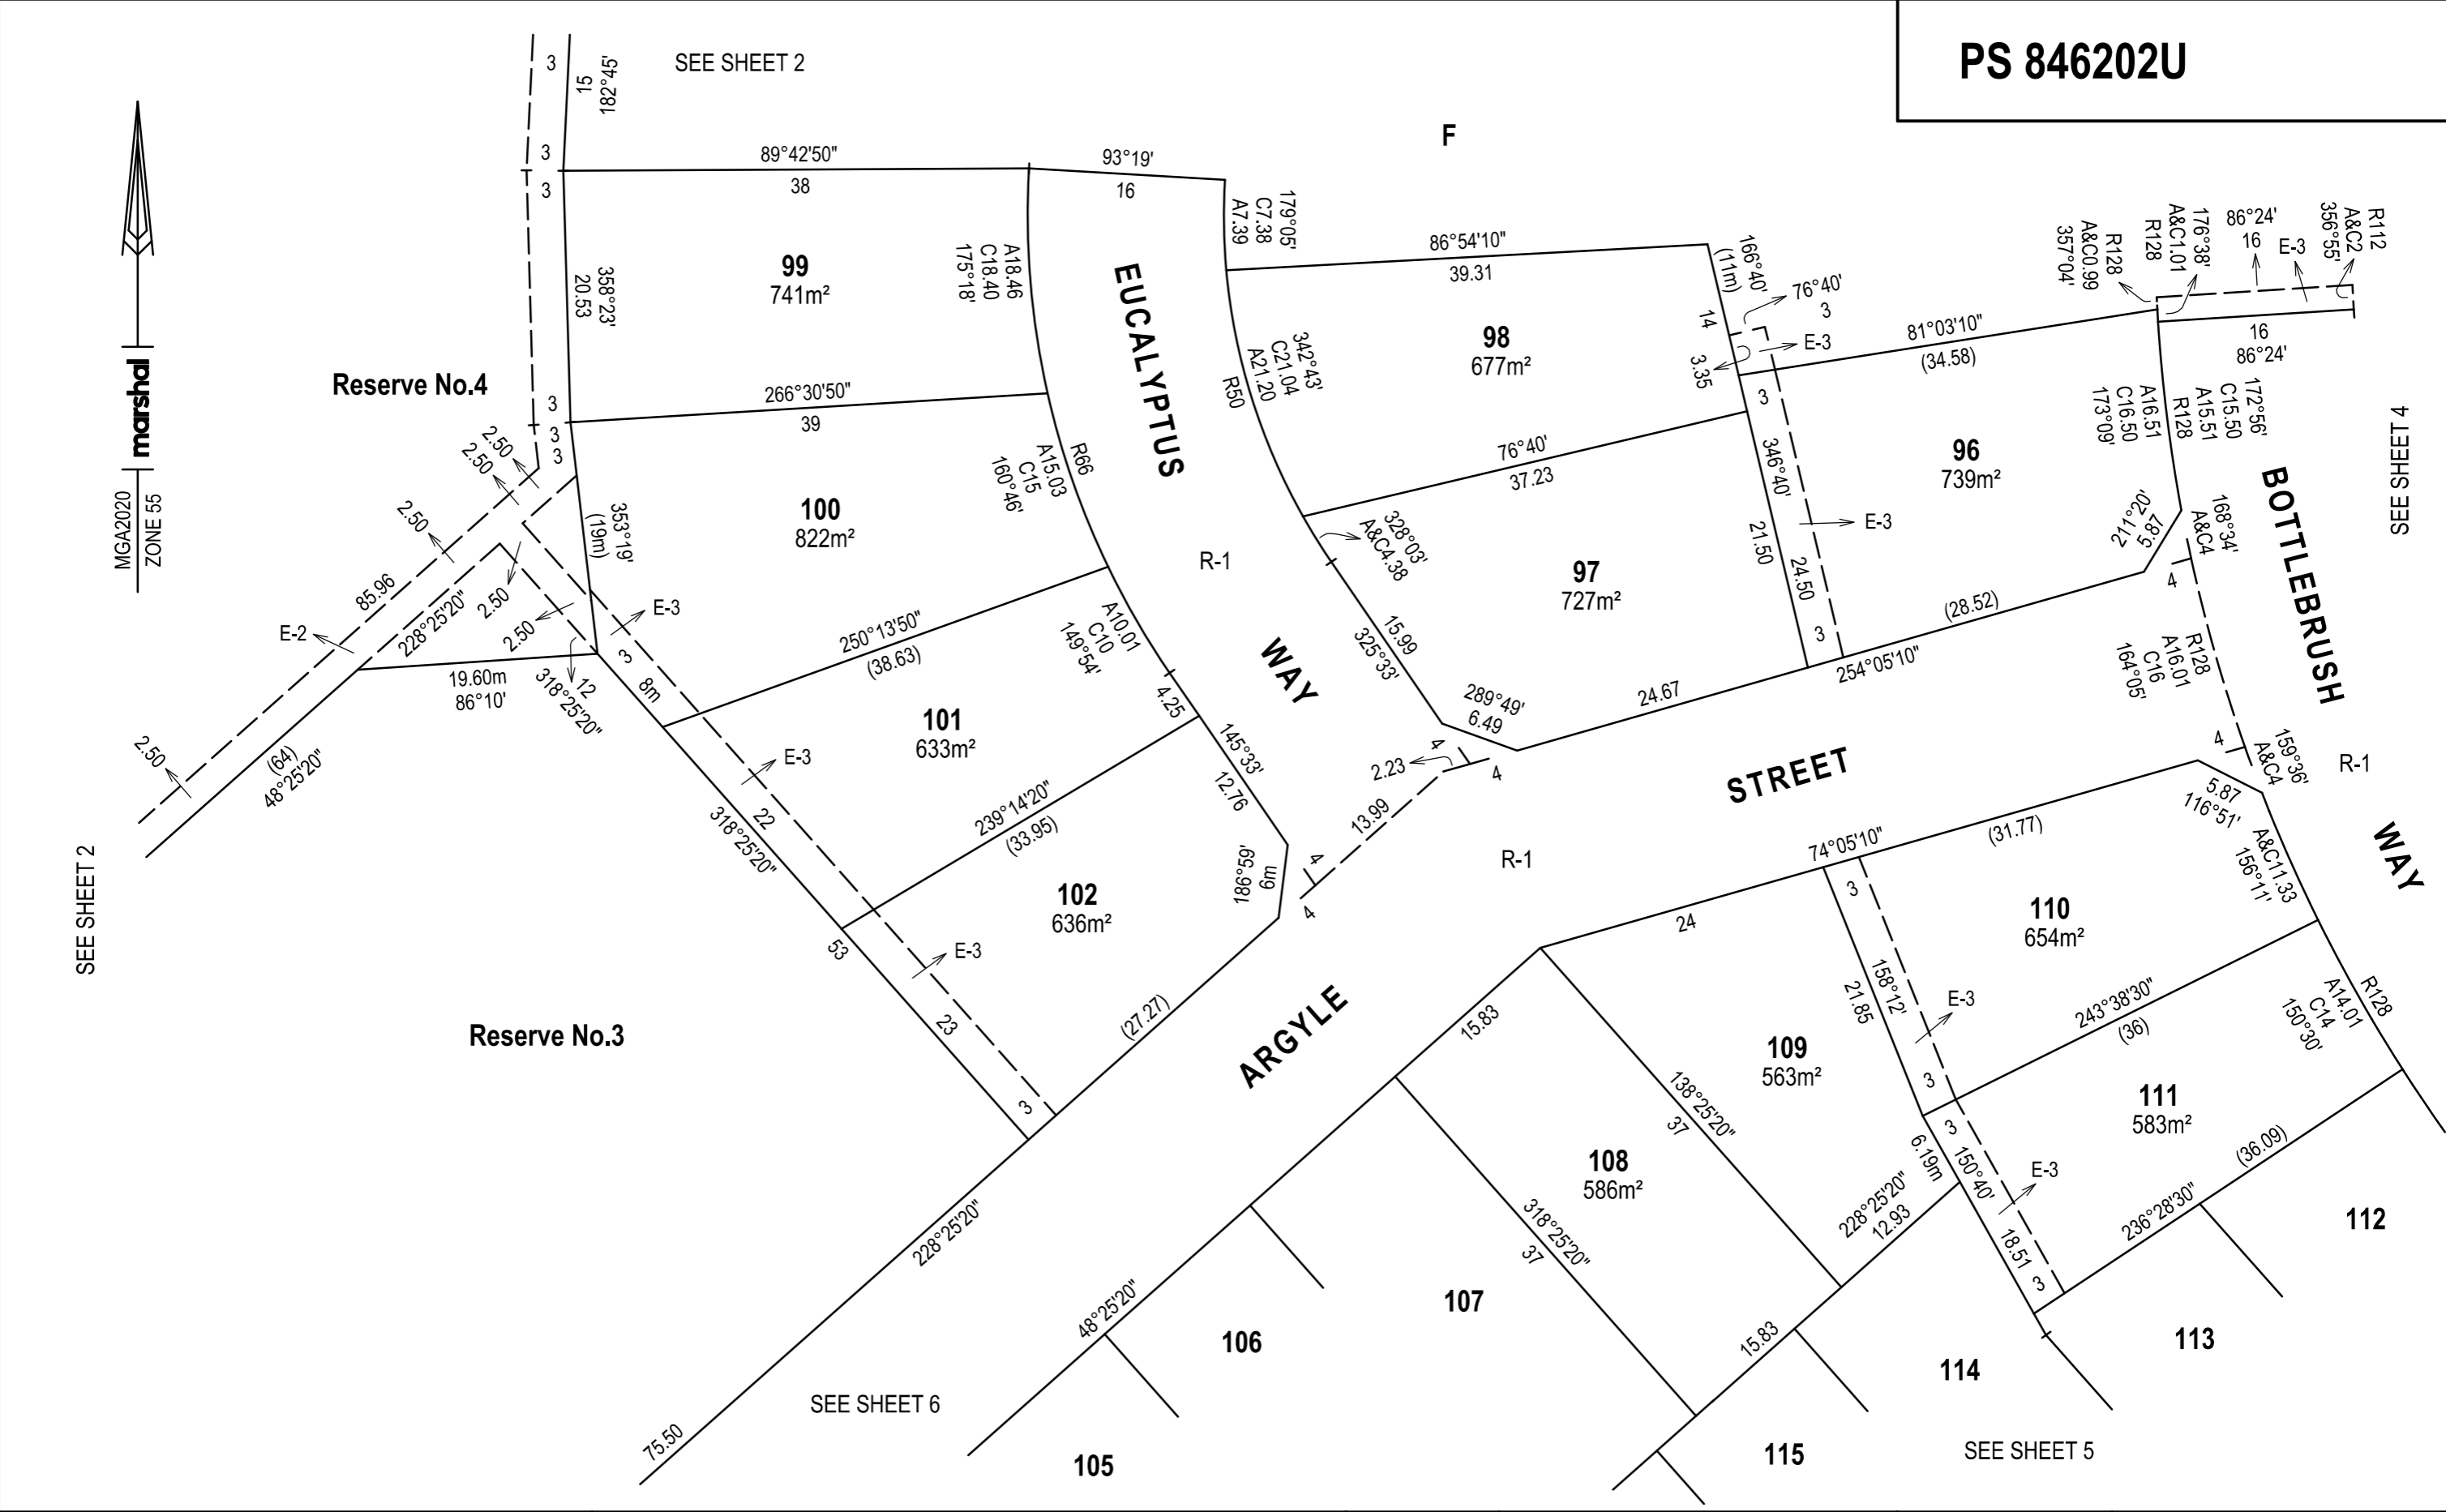 PS 846202U
SEE SHEET 2
F
3
15
182°45'
3
3
89°42'50"
38
93°19'
16
179°05'
C7.38
A7.39
86°54'10"
39.31
166°40'
(11m)
76°40'
3
14
E-3
3.35
81°03'10"
(34.58)
R128
A&C0.99
357°04'
176°38'
A&C1.01
R128
86°24'
16
E-3
R112
A&C2
356°55'
16
86°24'
MGA2020
ZONE 55
marshal
Reserve No.4
358°23'
20.53
99
741m²
A18.46
C18.40
175°18'
EUCALYPTUS
WAY
R50
342°43'
C21.04
A21.20
98
677m²
3
3
3
266°30'50"
39
2.50
2.50
2.50
R66
A15.03
C15
160°46'
100
822m²
353°19'
(19m)
R-1
76°40'
37.23
328°03'
A&C4.38
3
346°40'
21.50
24.50
3
E-3
96
739m²
A16.51
C16.50
173°09'
172°56'
C15.50
A15.51
R128
SEE SHEET 4
BOTTLEBRUSH
WAY
211°20'
5.87
168°34'
A&C4
4
97
727m²
85.96
228°25'20"
E-2
2.50
2.50
E-3
19.60m
86°10'
12
318°25'20"
3
8m
250°13'50"
(38.63)
A10.01
C10
149°54'
4.25
15.99
325°33'
289°49'
6.49
24.67
254°05'10"
(28.52)
R128
A16.01
C16
164°05'
4
159°36'
A&C4
R-1
2.50
(64)
48°25'20"
101
633m²
E-3
22
318°25'20"
239°14'20"
(33.95)
145°33'
12.76
4
2.23
4
13.99
4
4
STREET
R-1
ARGYLE
5.87
116°51'
A&C11.33
156°11'
SEE SHEET 2
102
636m²
186°59'
6m
53
E-3
23
3
(27.27)
Reserve No.3
228°25'20"
75.50
74°05'10"
(31.77)
24
3
110
654m²
15.83
109
563m²
158°12'
21.85
E-3
3
243°38'30"
(36)
R128
A14.01
C14
150°30'
138°25'20"
37
108
586m²
318°25'20"
37
111
583m²
3
150°40'
6.19m
E-3
18.51
3
228°25'20"
12.93
(36.09)
236°28'30"
112
48°25'20"
107
106
105
15.83
113
114
115
SEE SHEET 6
SEE SHEET 5